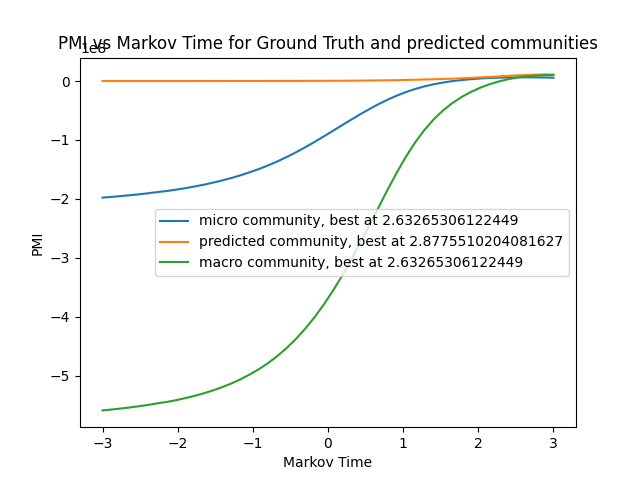 PMI vs Markov Time for Ground Truth and predicted communities
1e8
0
−1
−2
−3
−4
−5
PMI
micro community, best at 2.63265306122449
predicted community, best at 2.8775510204081627
macro community, best at 2.63265306122449
−3 −2 −1 0 1 2 3
Markov Time